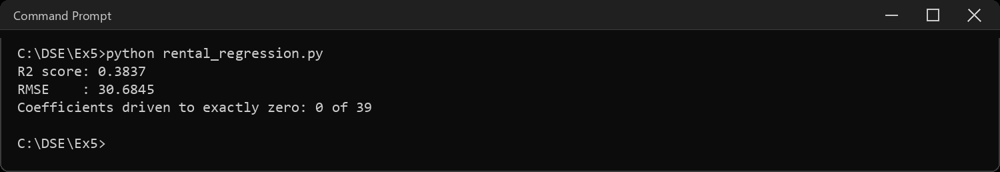 Command Prompt
C:\DSE\Ex5>python rental_regression.py
R2 score: 0.3837
RMSE    : 30.6845
Coefficients driven to exactly zero: 0 of 39
C:\DSE\Ex5>